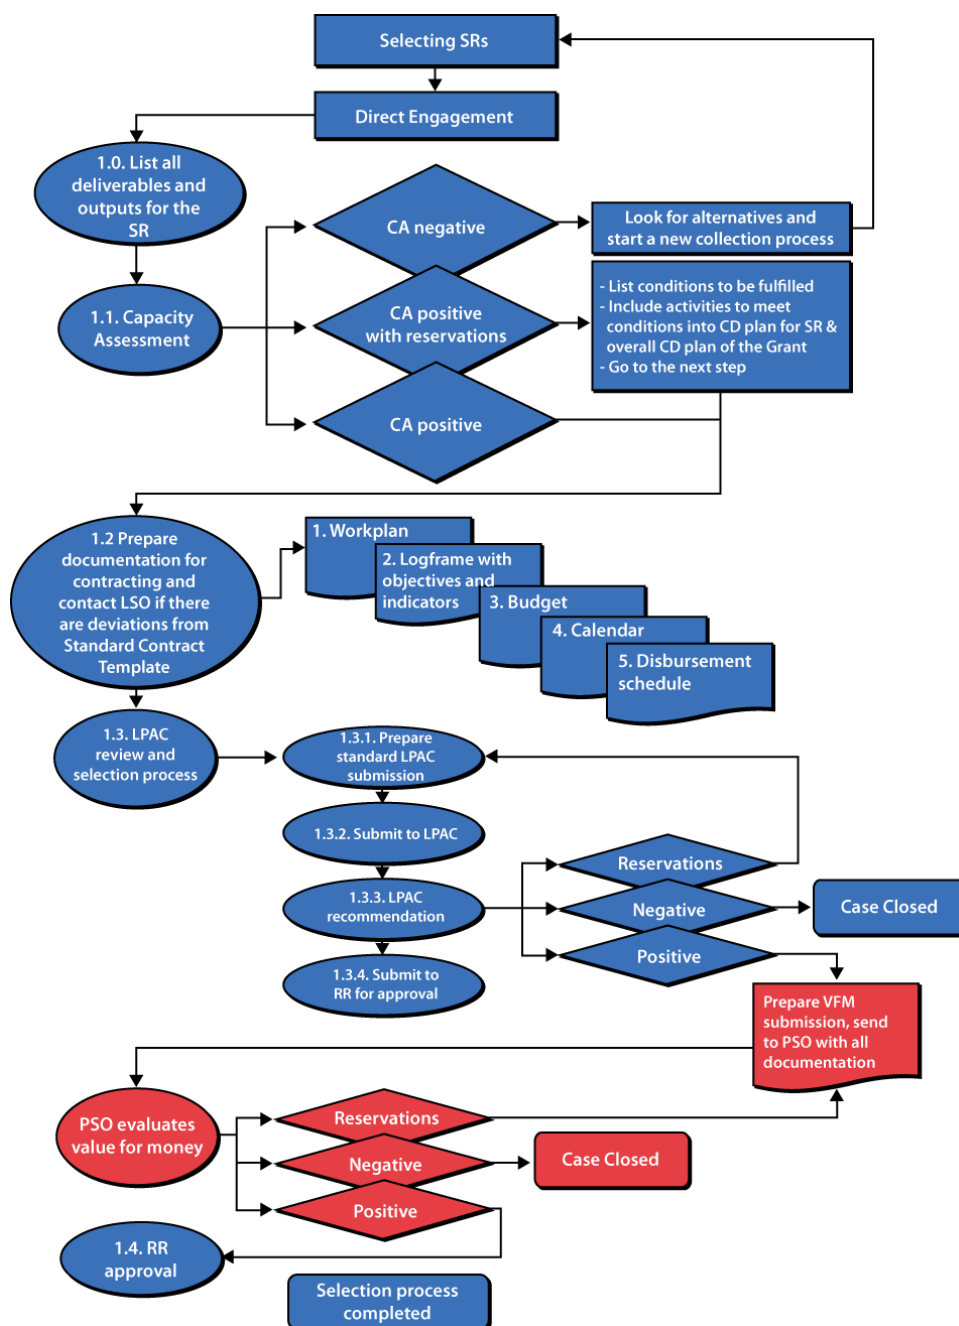 Selecting SRs
Direct Engagement
1.0. List all
deliverables and
outputs for the
SR
CA negative
Look for alternatives and
start a new collection process
1.1. Capacity
Assessment
CA positive
with reservations
- List conditions to be fulfilled
- Include activities to meet
conditions into CD plan for SR &
overall CD plan of the Grant
- Go to the next step
CA positive
1.2 Prepare
documentation for
contracting and
contact LSO if there
are deviations from
Standard Contract
Template
1. Workplan
2. Logframe with
objectives and
indicators
3. Budget
4. Calendar
5. Disbursement
schedule
1.3. LPAC
review and
selection process
1.3.1. Prepare
standard LPAC
submission
1.3.2. Submit to LPAC
1.3.3. LPAC
recommendation
Reservations
Negative
Case Closed
Positive
1.3.4. Submit to
RR for approval
Prepare VFM
submission, send
to PSO with all
documentation
PSO evaluates
value for money
Reservations
Negative
Case Closed
Positive
1.4. RR
approval
Selection process
completed